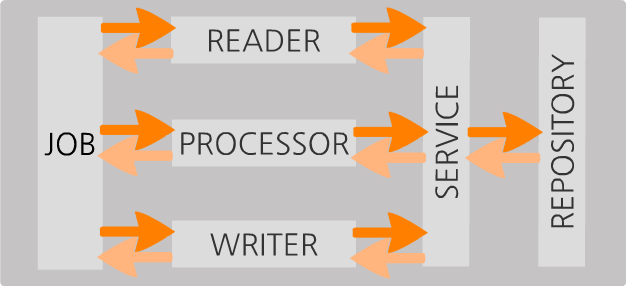 JOB
READER
PROCESSOR
WRITER
SERVICE
REPOSITORY